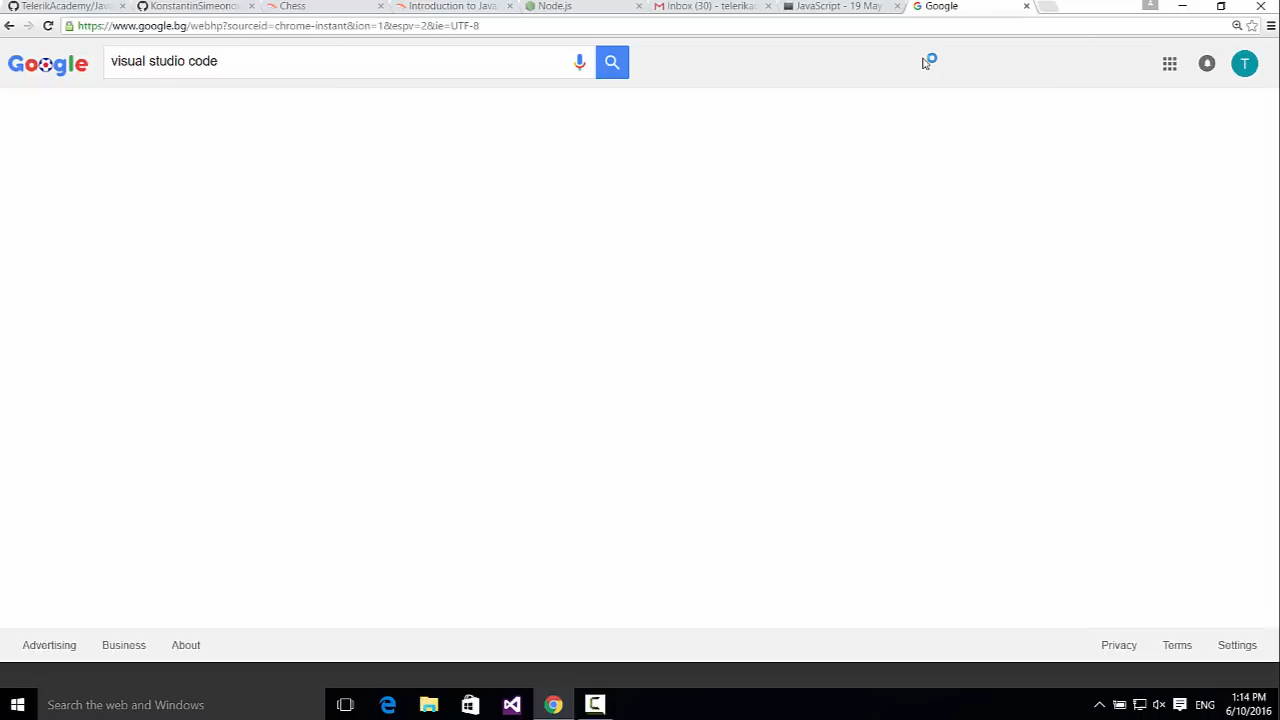 TelerikAcademy/Java
KonstantinSimeono
Chess
Introduction to Java
Node.js
Inbox (30) - telerikac
JavaScript - 19 May
Google
https://www.google.bg/webhp?sourceid=chrome-instant&ion=1&espv=2&ie=UTF-8
Google
visual studio code
T
Advertising
Business
About
Privacy
Terms
Settings
Search the web and Windows
ENG
1:14 PM
6/10/2016